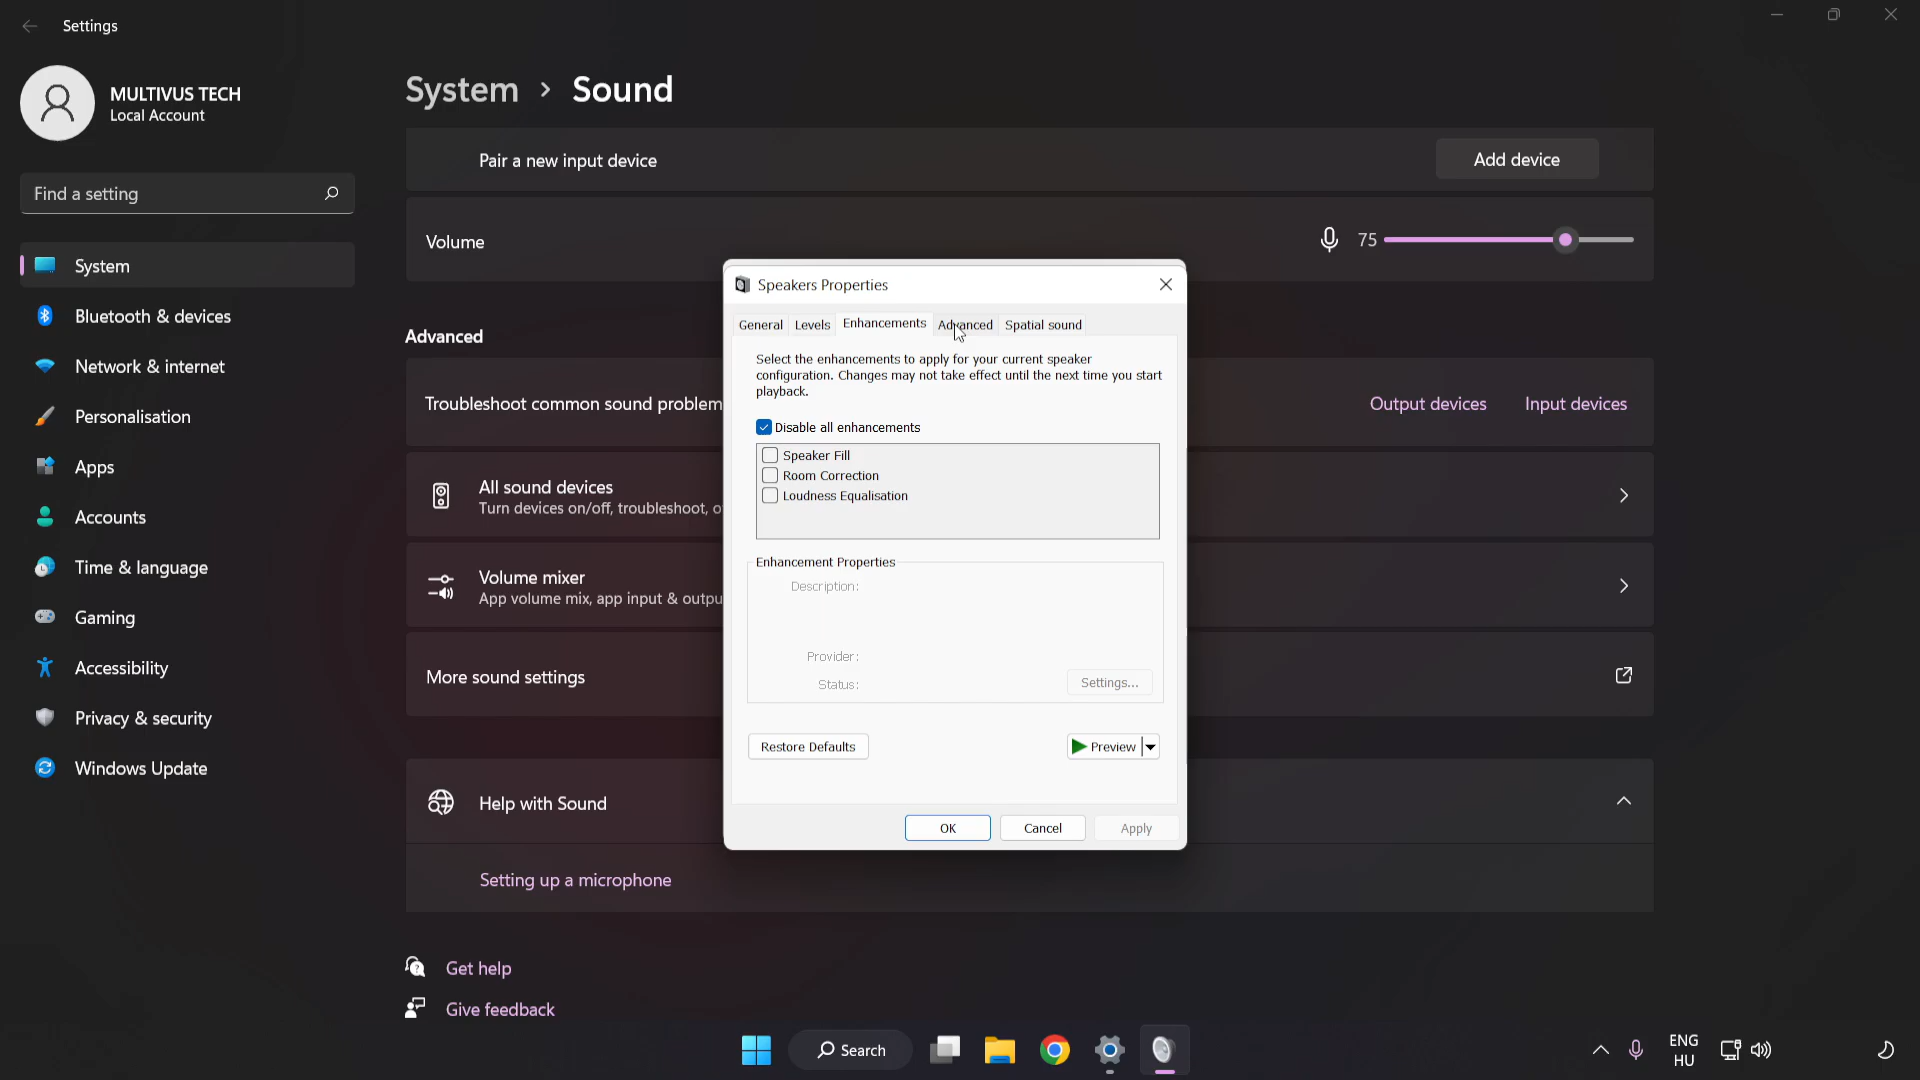 Settings
MULTIVUS TECH
Local Account
Find a setting
System
Bluetooth & devices
Network & internet
Personalisation
Apps
Accounts
Time & language
Gaming
Accessibility
Privacy & security
Windows Update
System > Sound
Pair a new input device
Add device
Volume
75
Advanced
Troubleshoot common sound problem
Output devices
Input devices
All sound devices
Turn devices on/off, troubleshoot, o
Volume mixer
App volume mix, app input & outpu
More sound settings
Help with Sound
Setting up a microphone
Get help
Give feedback
Speakers Properties
General
Levels
Enhancements
Advanced
Spatial sound
Select the enhancements to apply for your current speaker
configuration. Changes may not take effect until the next time you start
playback.
Disable all enhancements
Speaker Fill
Room Correction
Loudness Equalisation
Enhancement Properties
Description:
Provider:
Status:
Settings...
Restore Defaults
Preview
OK
Cancel
Apply
Search
ENG
HU